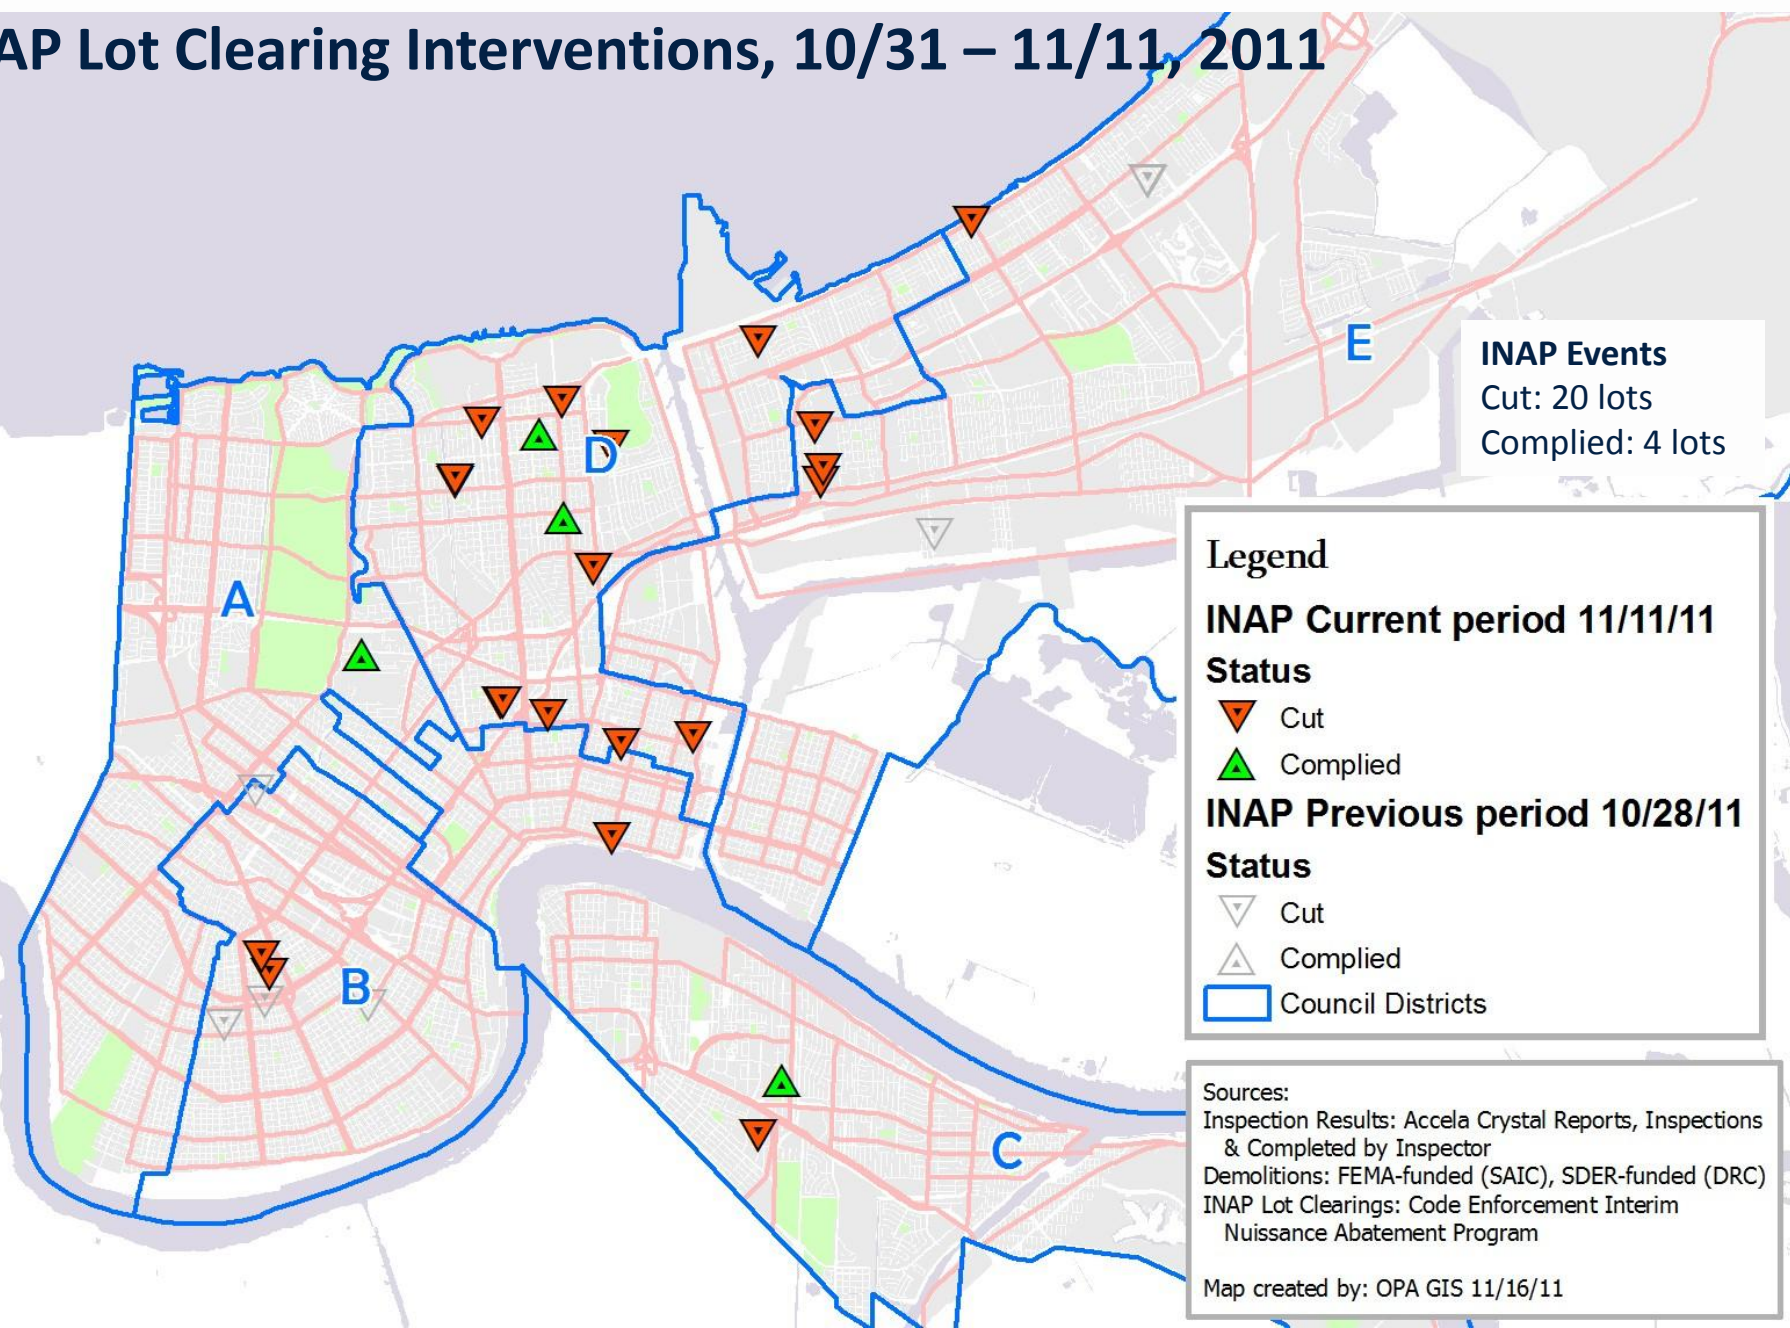 AP Lot Clearing Interventions, 10/31 – 11/11, 2011
E
INAP Events
Cut: 20 lots
Complied: 4 lots
D
A
B
C
Legend
INAP Current period 11/11/11
Status
Cut
Complied
INAP Previous period 10/28/11
Status
Cut
Complied
Council Districts
Sources:
Inspection Results: Accela Crystal Reports, Inspections
& Completed by Inspector
Demolitions: FEMA-funded (SAIC), SDER-funded (DRC)
INAP Lot Clearings: Code Enforcement Interim
Nuissance Abatement Program
Map created by: OPA GIS 11/16/11